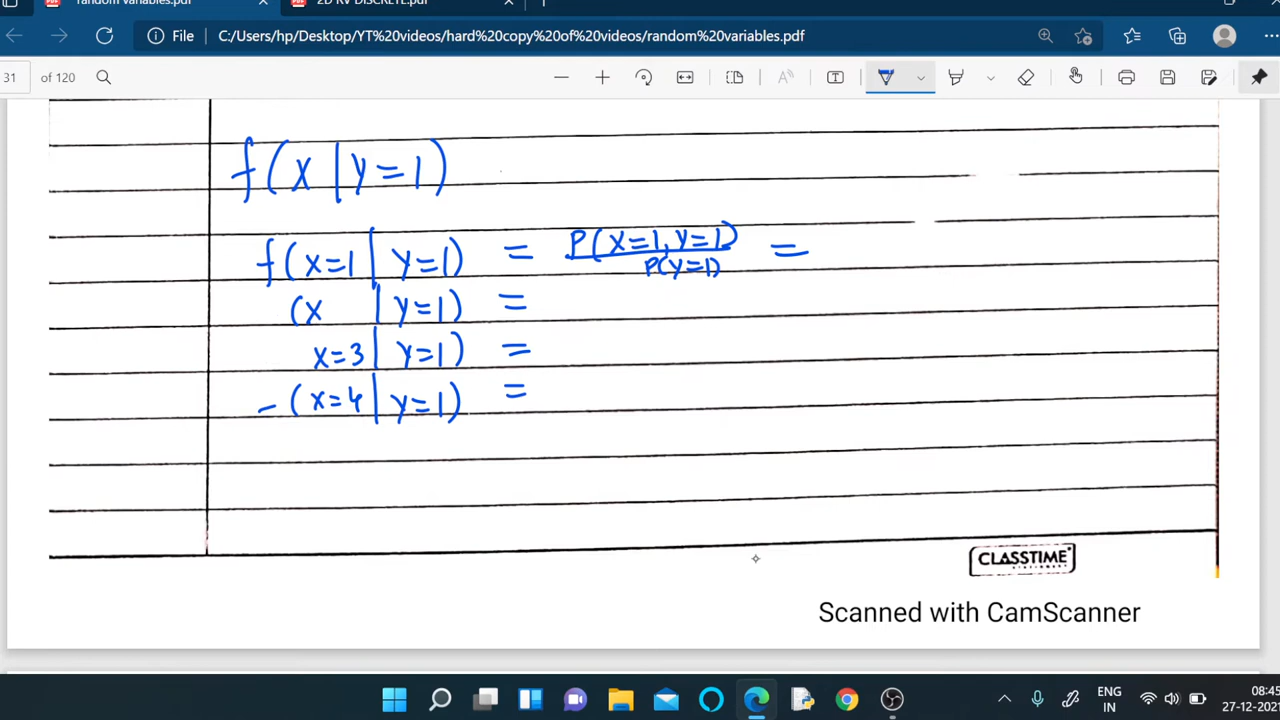 random variables.pdf
2D RV DISCRETE.pdf
File C:/Users/hp/Desktop/YT%20videos/hard%20copy%20of%20videos/random%20variables.pdf
31 of 120
f(x | y=1)
f(x=1 | y=1) = P(x=1, y=1) / P(y=1) =
(x | y=1) =
x=3 | y=1) =
-(x=4 | y=1) =
CLASSTIME
Scanned with CamScanner
ENG
IN
08:45
27-12-202